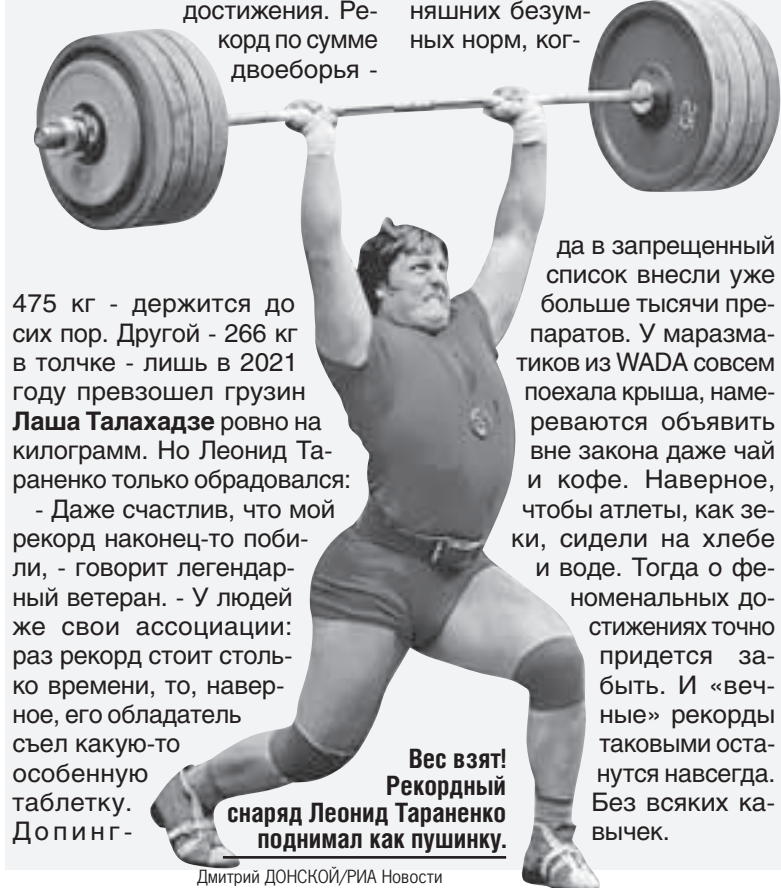 достижения. Ре-
корд по сумме
двоеборья -
475 кг - держится до
сих пор. Другой - 266 кг
в толчке - лишь в 2021
году превзошел грузин
Лаша Талахадзе ровно на
килограмм. Но Леонид Та-
раненко только обрадовался:
- Даже счастлив, что мой
рекорд наконец-то поби-
ли, - говорит легендар-
ный ветеран. - У людей
же свои ассоциации:
раз рекорд стоит столь-
ко времени, то, навер-
ное, его обладатель
съел какую-то
особенную
таблетку.
Допинг-
няшних безум-
ных норм, ког-
да в запрещенный
список внесли уже
больше тысячи пре-
паратов. У маразма-
тиков из WADA совсем
поехала крыша, наме-
реваются объявить
вне закона даже чай
и кофе. Наверное,
чтобы атлеты, как зе-
ки, сидели на хлебе
и воде. Тогда о фе-
номенальных до-
стижениях точно
придется за-
быть. И «веч-
ные» рекорды
таковыми оста-
нутся навсегда.
Без всяких ка-
вычек.
Вес взят!
Рекордный
снаряд Леонид Тараненко
поднимал как пушинку.
Дмитрий ДОНСКОЙ/РИА Новости